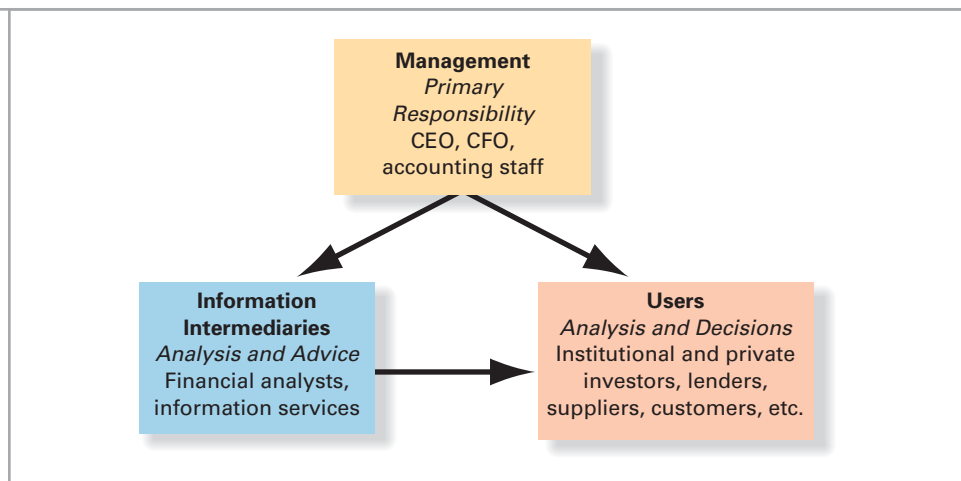 Management
Primary
Responsibility
CEO, CFO,
accounting staff
Information
Intermediaries
Analysis and Advice
Financial analysts,
information services
Users
Analysis and Decisions
Institutional and private
investors, lenders,
suppliers, customers, etc.